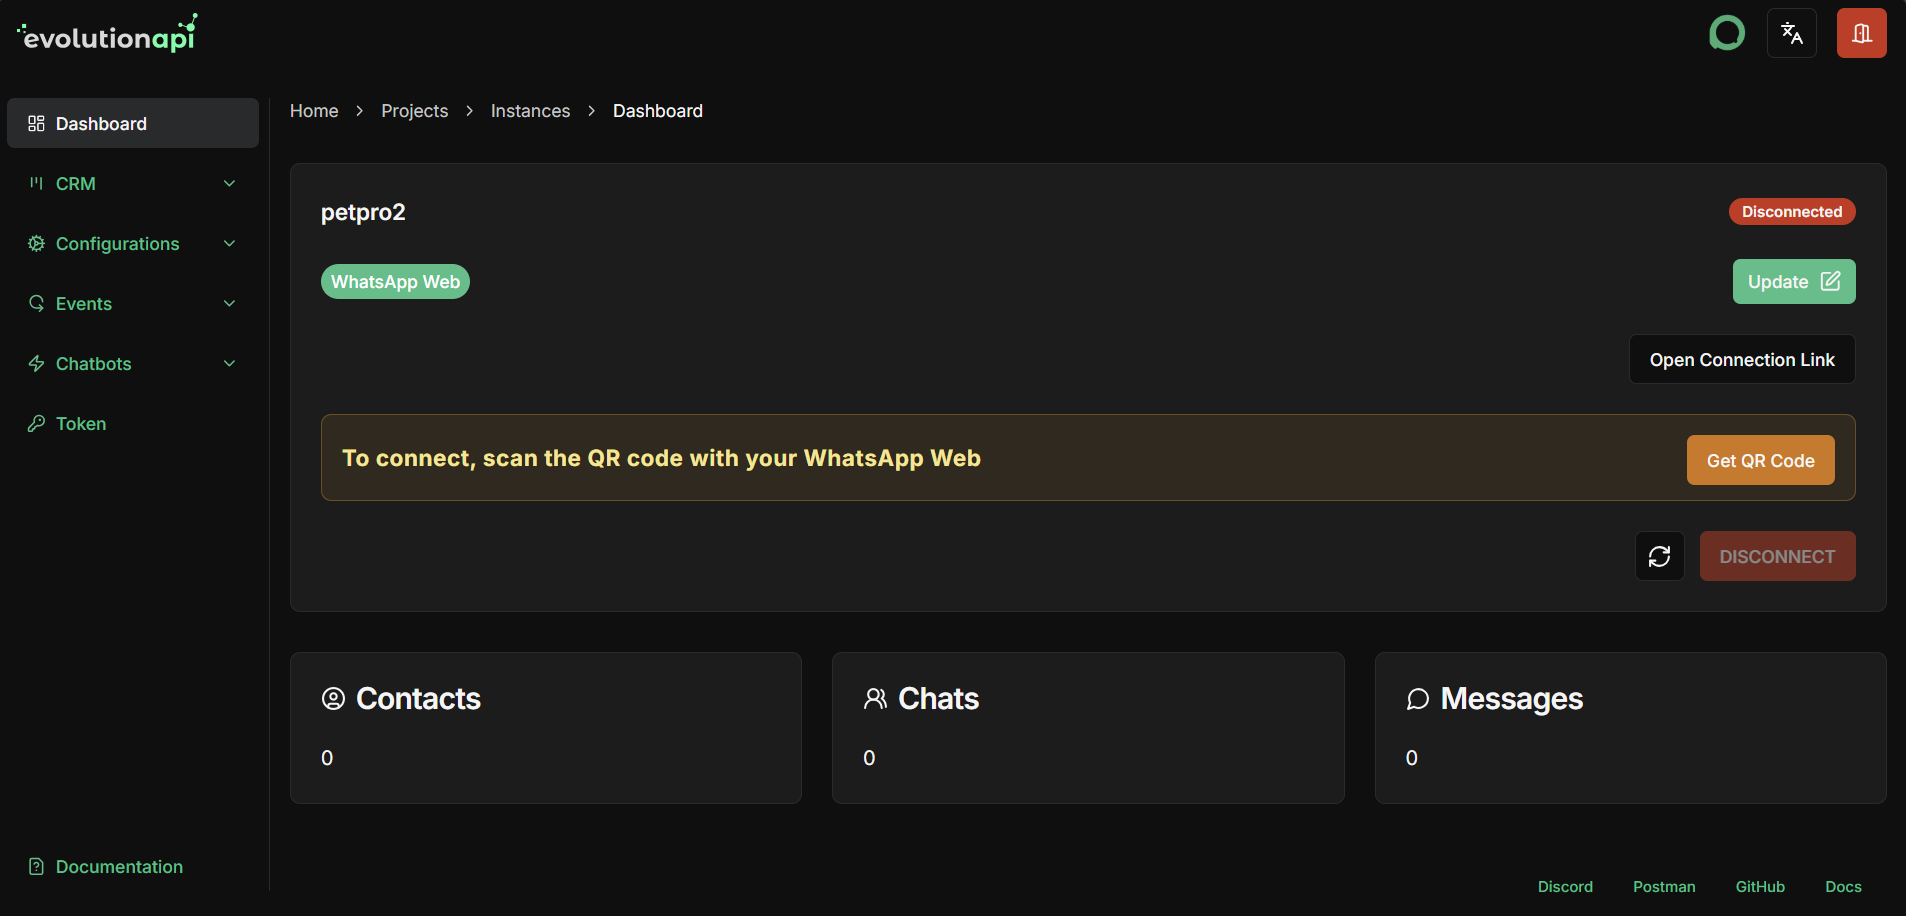 evolutionapi
Home > Projects > Instances > Dashboard
Dashboard
CRM
Configurations
Events
Chatbots
Token
Documentation
petpro2
Disconnected
WhatsApp Web
Update
Open Connection Link
To connect, scan the QR code with your WhatsApp Web
Get QR Code
DISCONNECT
Contacts
0
Chats
0
Messages
0
Discord Postman GitHub Docs